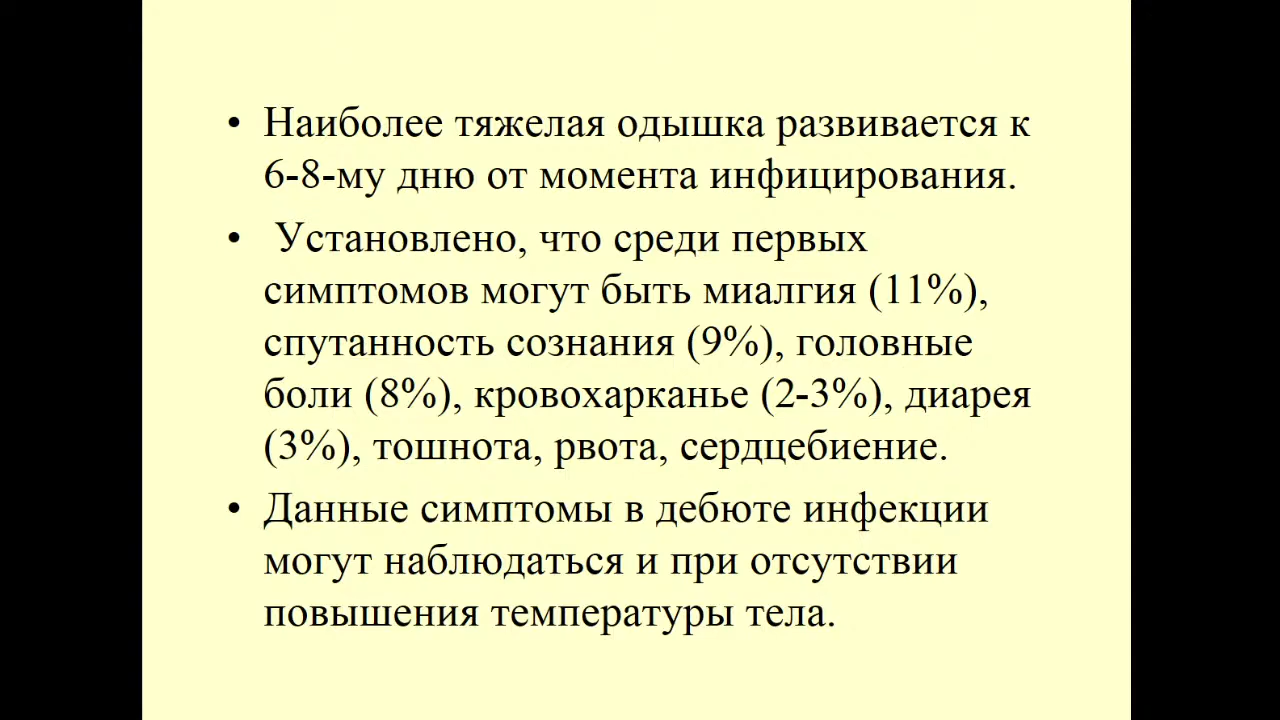 • Наиболее тяжелая одышка развивается к
6-8-му дню от момента инфицирования.
• Установлено, что среди первых
симптомов могут быть миалгия (11%),
спутанность сознания (9%), головные
боли (8%), кровохарканье (2-3%), диарея
(3%), тошнота, рвота, сердцебиение.
• Данные симптомы в дебюте инфекции
могут наблюдаться и при отсутствии
повышения температуры тела.